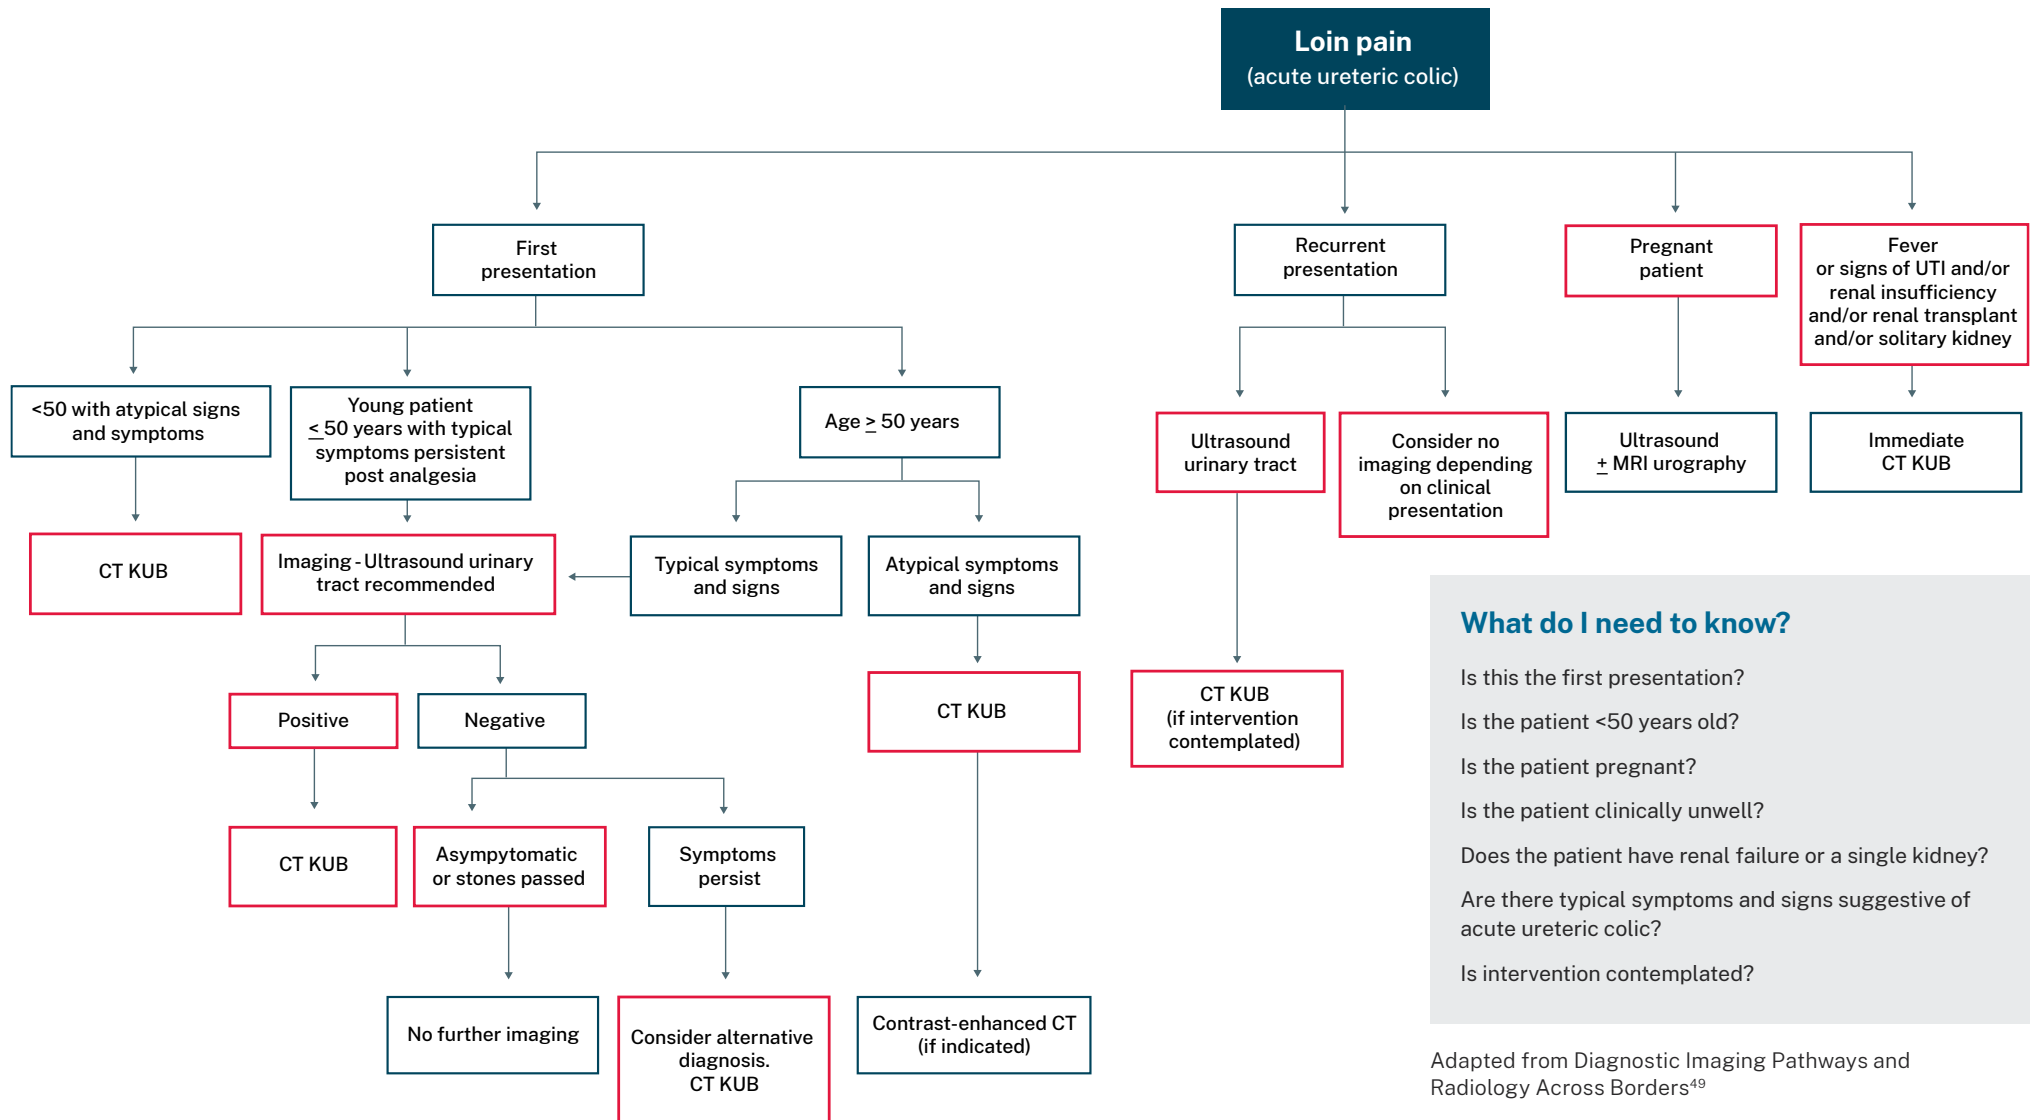 Loin pain
(acute ureteric colic)
First
presentation
Recurrent
presentation
Pregnant
patient
Fever
or signs of UTI and/or
renal insufficiency
and/or renal transplant
and/or solitary kidney
<50 with atypical signs
and symptoms
Young patient
≤50 years with typical
symptoms persistent
post analgesia
Age ≥ 50 years
Ultrasound
urinary tract
Consider no
imaging depending
on clinical
presentation
Ultrasound
± MRI urography
Immediate
CT KUB
CT KUB
Imaging - Ultrasound urinary
tract recommended
Typical symptoms
and signs
Atypical symptoms
and signs
Positive
Negative
CT KUB
CT KUB
(if intervention
contemplated)
CT KUB
Asympytomatic
or stones passed
Symptoms
persist
No further imaging
Consider alternative
diagnosis.
CT KUB
Contrast-enhanced CT
(if indicated)
What do I need to know?
Is this the first presentation?
Is the patient <50 years old?
Is the patient pregnant?
Is the patient clinically unwell?
Does the patient have renal failure or a single kidney?
Are there typical symptoms and signs suggestive of
acute ureteric colic?
Is intervention contemplated?
Adapted from Diagnostic Imaging Pathways and
Radiology Across Borders⁴⁹